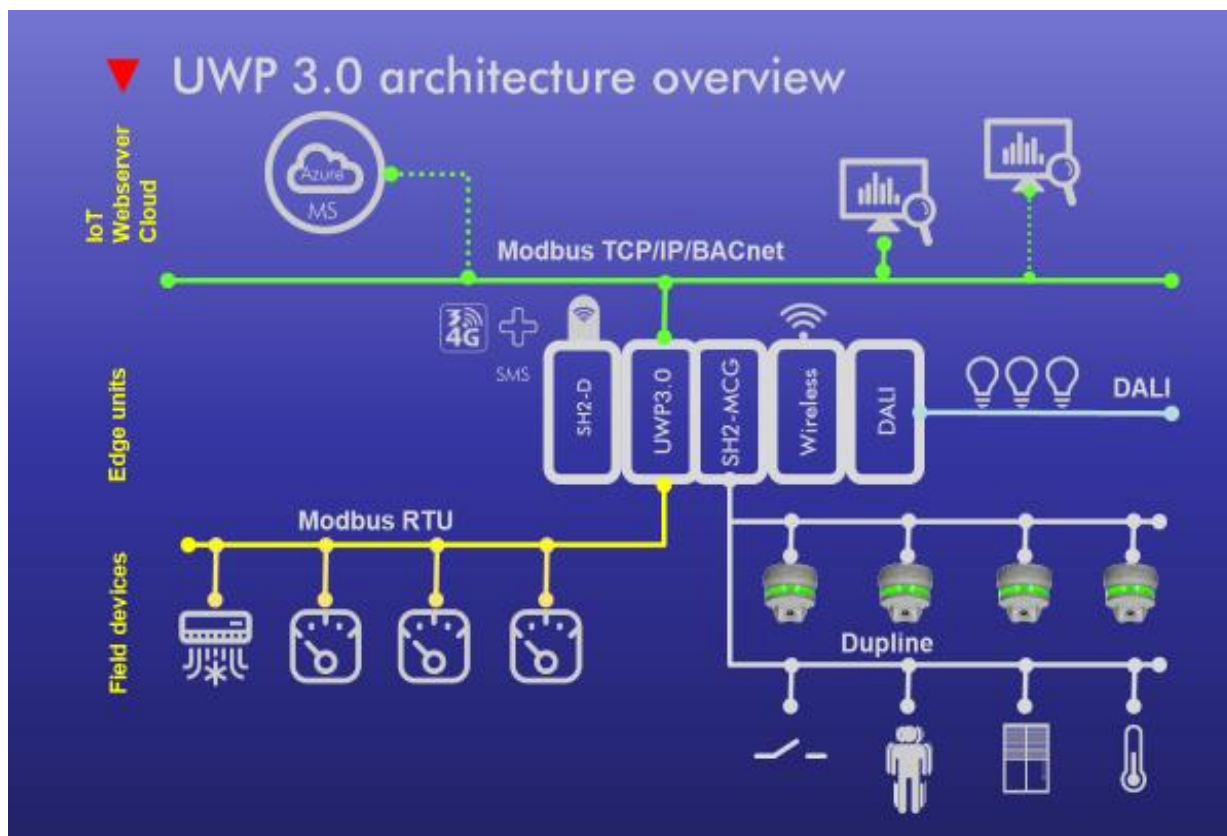 UWP 3.0 architecture overview
IoT
Webserver
Cloud
Azure
MS
Modbus TCP/IP/BACnet
3G
4G
SMS
SH2-D
UWP3.0
SH2-MCG
Wireless
DALI
DALI
Edge units
Modbus RTU
Field devices
Dupline